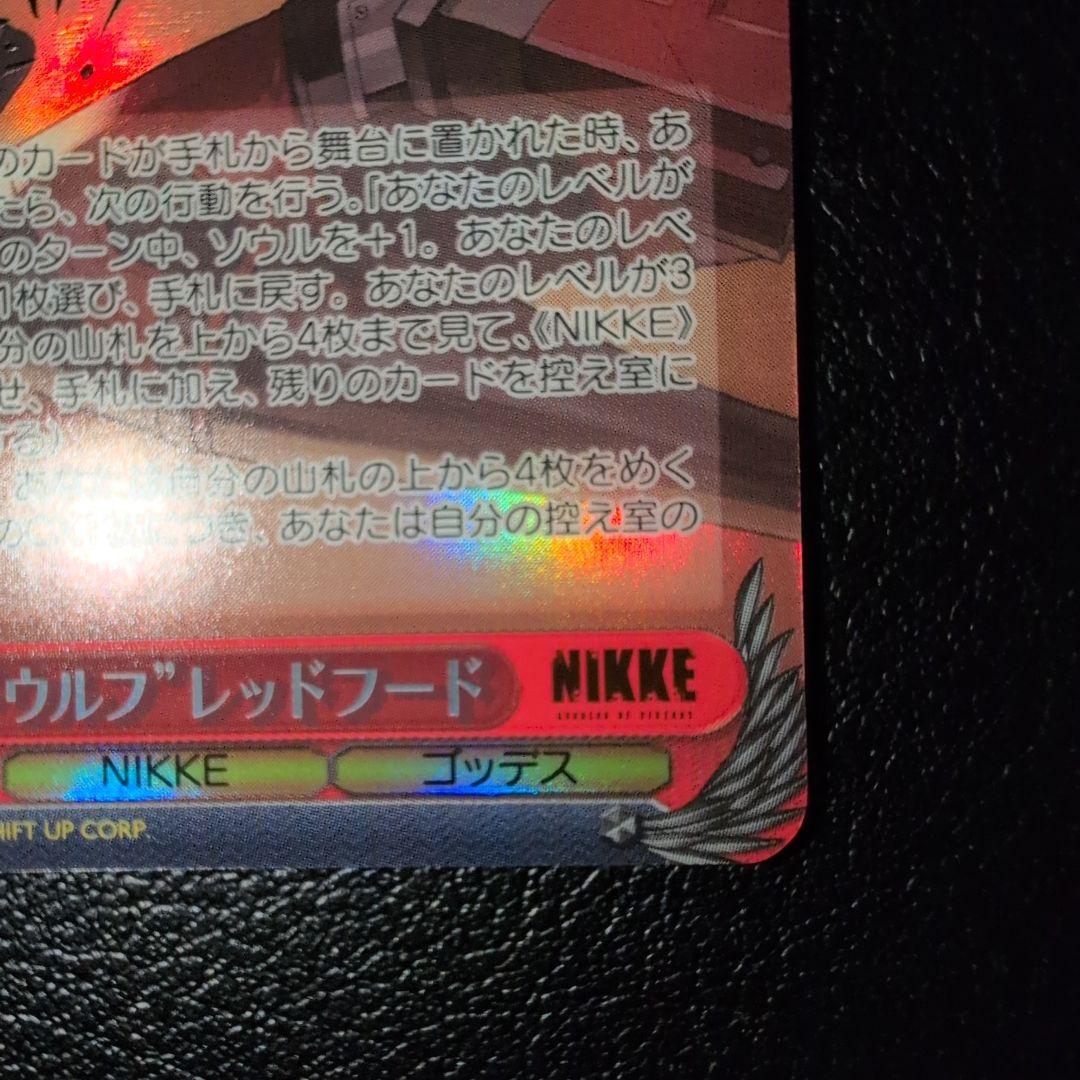 のカードが手札から舞台に置かれた時、あ
たら、次の行動を行う。『あなたのレベルが
のターン中、ソウルを＋1。あなたのレベ
1枚選び、手札に戻す。あなたのレベルが3
分の山札を上から4枚まで見て、《NIKKE》
せ、手札に加え、残りのカードを控え室に
する）
自分の山札の上から4枚をめく
につき、あなたは自分の控え室の
ウルフ”レッドフード
NIKKE
NIKKE ゴッデス
HIFT UP CORP.